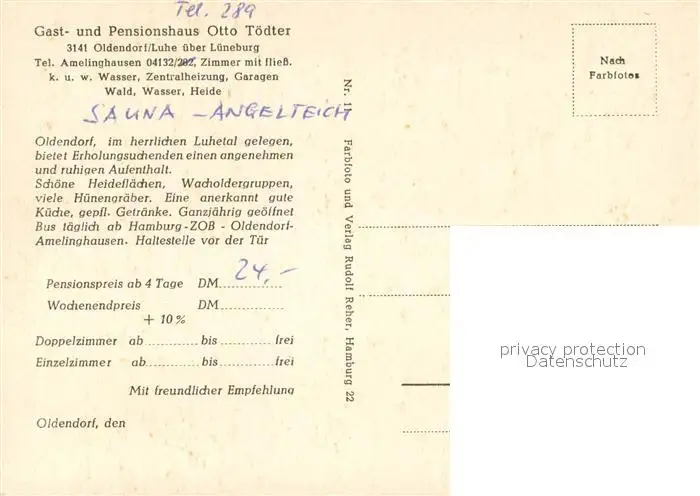 Tel. 289
Gast- und Pensionshaus Otto Tödter
3141 Oldendorf/Luhe über Lüneburg
Tel. Amelinghausen 04132/282, Zimmer mit fließ.
k. u. w. Wasser, Zentralheizung, Garagen
Wald, Wasser, Heide
SAUNA - ANGELTEICH
Oldendorf, im herrlichen Luhetal gelegen,
bietet Erholungsuchenden einen angenehmen
und ruhigen Aufenthalt.
Schöne Heideflächen, Wacholdergruppen,
viele Hünengräber. Eine anerkannt gute
Küche, gepfl. Getränke. Ganzjährig geöffnet
Bus täglich ab Hamburg-ZOB - Oldendorf-
Amelinghausen. Haltestelle vor der Tür
Pensionspreis ab 4 Tage DM 24,-
Wochenendpreis DM
+ 10 %
Doppelzimmer ab bis frei
Einzelzimmer ab bis frei
Mit freundlicher Empfehlung
Oldendorf, den
Nr. 11 Farbfoto und Verlag Rudolf Reher, Hamburg 22
Nach
Farbfotos
privacy protection
Datenschutz